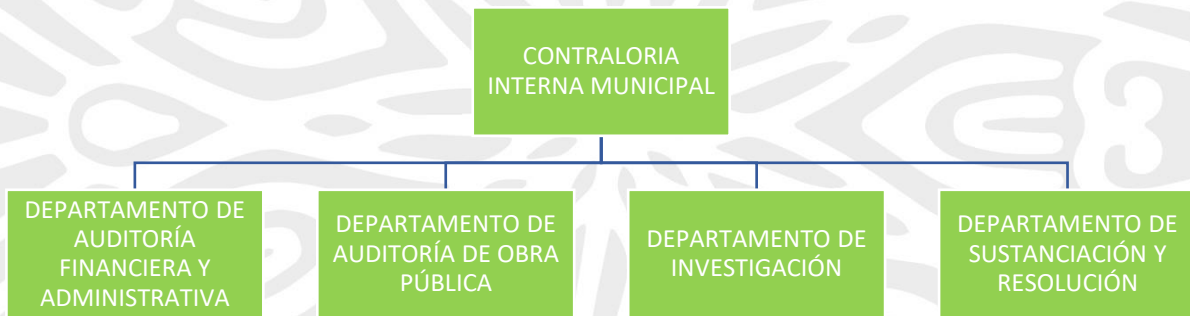 CONTRALORIA
INTERNA MUNICIPAL
DEPARTAMENTO DE
AUDITORÍA
FINANCIERA Y
ADMINISTRATIVA
DEPARTAMENTO DE
AUDITORÍA DE OBRA
PÚBLICA
DEPARTAMENTO DE
INVESTIGACIÓN
DEPARTAMENTO DE
SUSTANCIACIÓN Y
RESOLUCIÓN